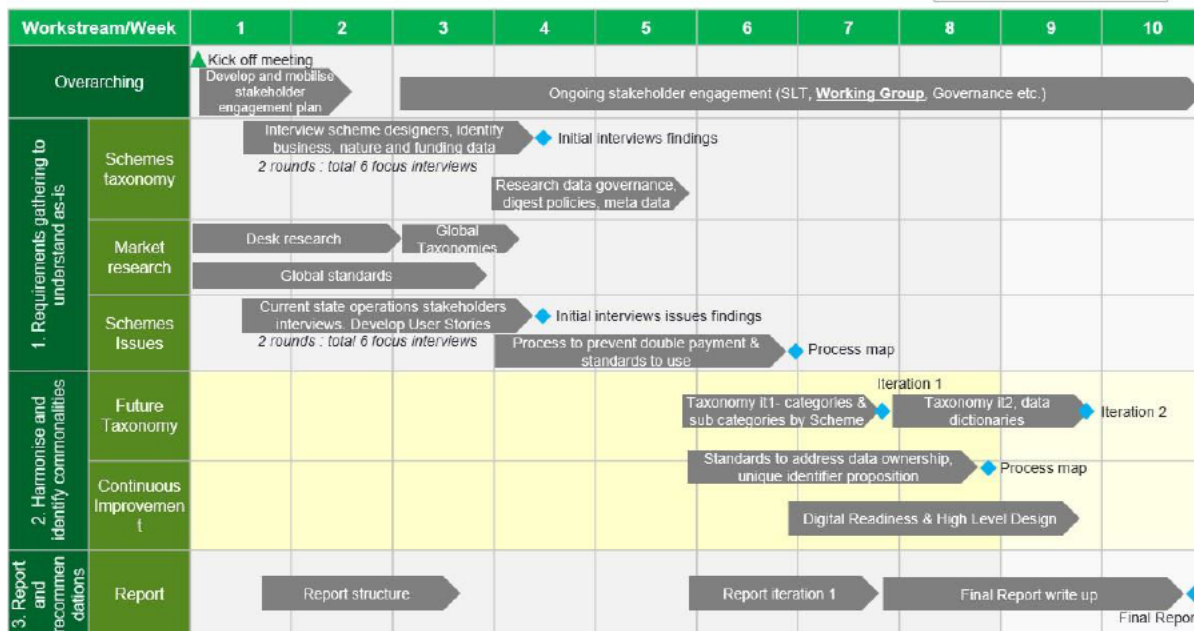 Workstream/Week 1 2 3 4 5 6 7 8 9 10
Overarching
Kick off meeting
Develop and mobilise
stakeholder
engagement plan
Ongoing stakeholder engagement (SLT, Working Group, Governance etc.)
1. Requirements gathering to
understand as-is
Schemes
taxonomy
Interview scheme designers, identify
business, nature and funding data
Initial interviews findings
2 rounds : total 6 focus interviews
Research data governance,
digest policies, meta data
Market
research
Desk research
Global
Taxonomies
Global standards
Schemes
Issues
Current state operations stakeholders
interviews. Develop User Stories
Initial interviews issues findings
2 rounds : total 6 focus interviews
Process to prevent double payment &
standards to use
Process map
2. Harmonise and
identify commonalities
Future
Taxonomy
Taxonomy it1- categories &
sub categories by Scheme
Iteration 1
Taxonomy it2, data
dictionaries
Iteration 2
Continuous
Improvemen
t
Standards to address data ownership,
unique identifier proposition
Process map
Digital Readiness & High Level Design
3. Report
and
recommen
dations
Report
Report structure
Report iteration 1
Final Report write up
Final Report